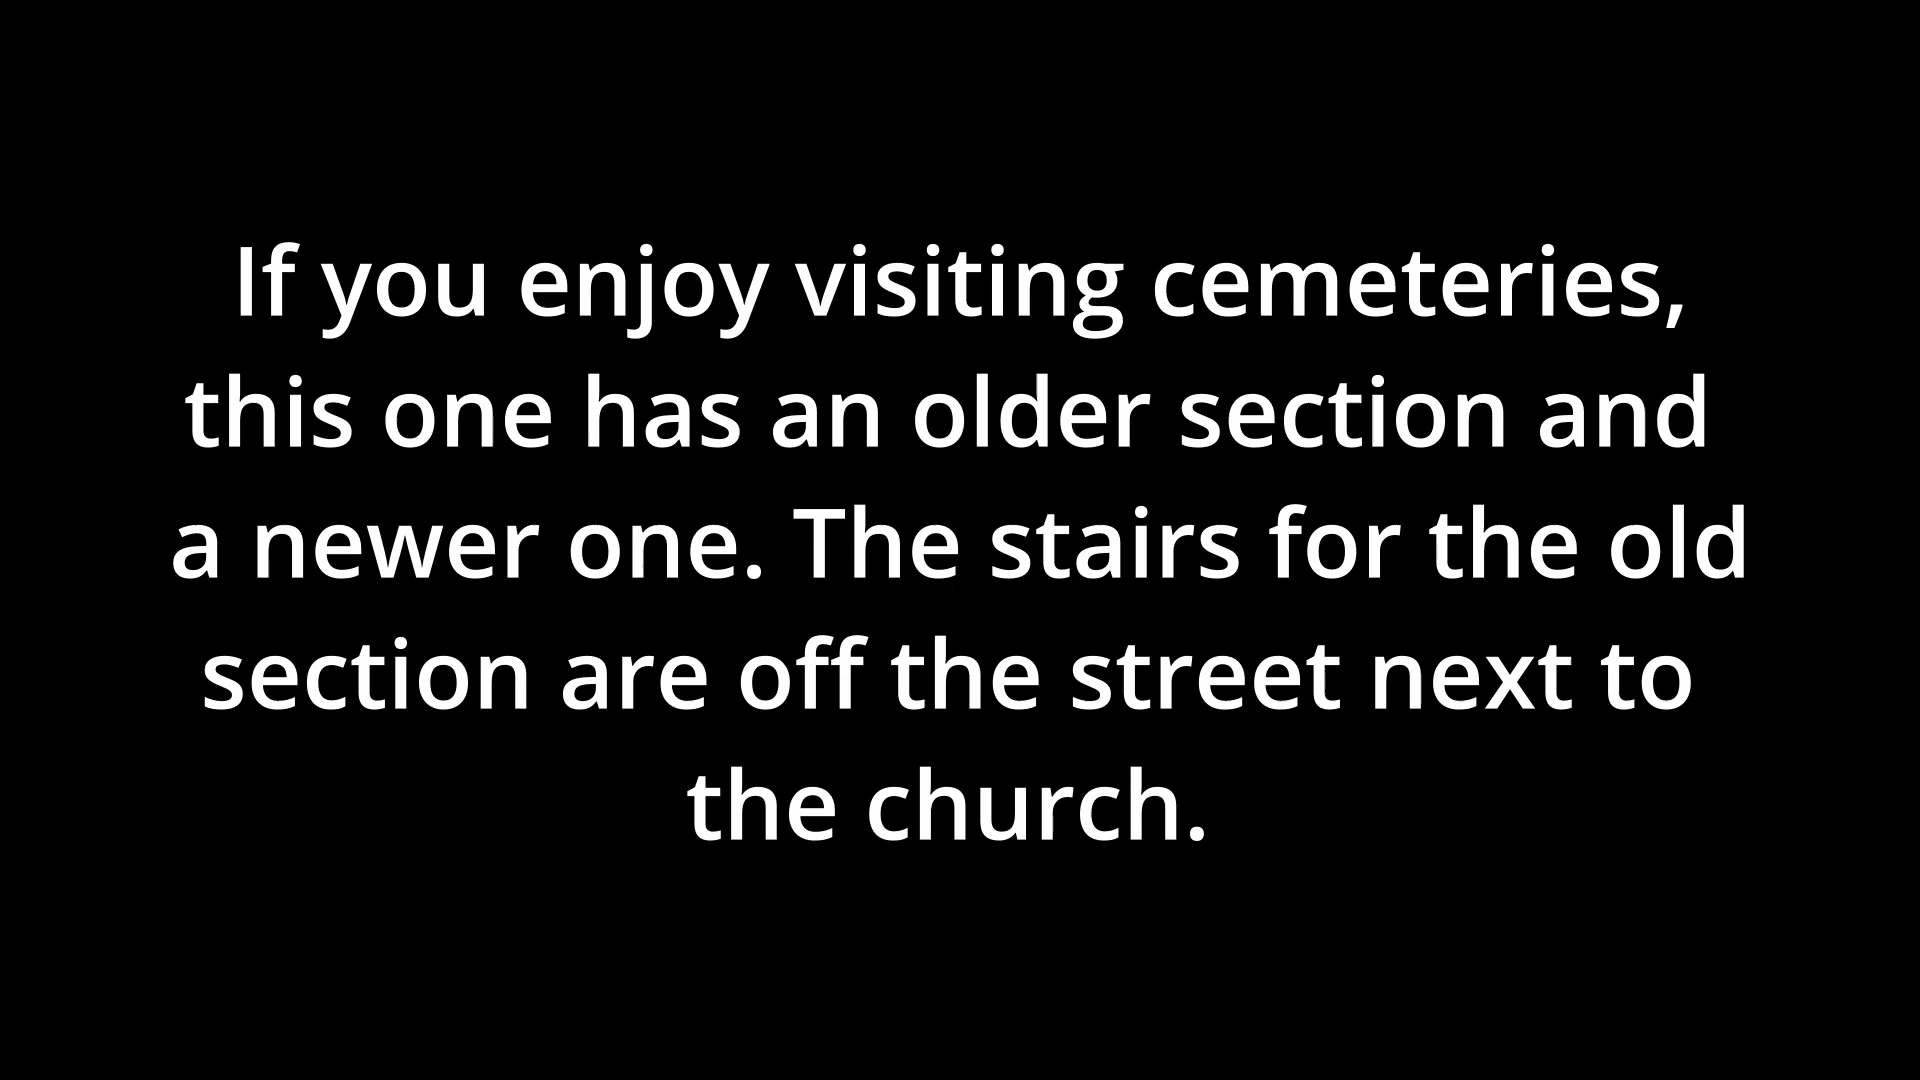 If you enjoy visiting cemeteries,
this one has an older section and
a newer one. The stairs for the old
section are off the street next to
the church.